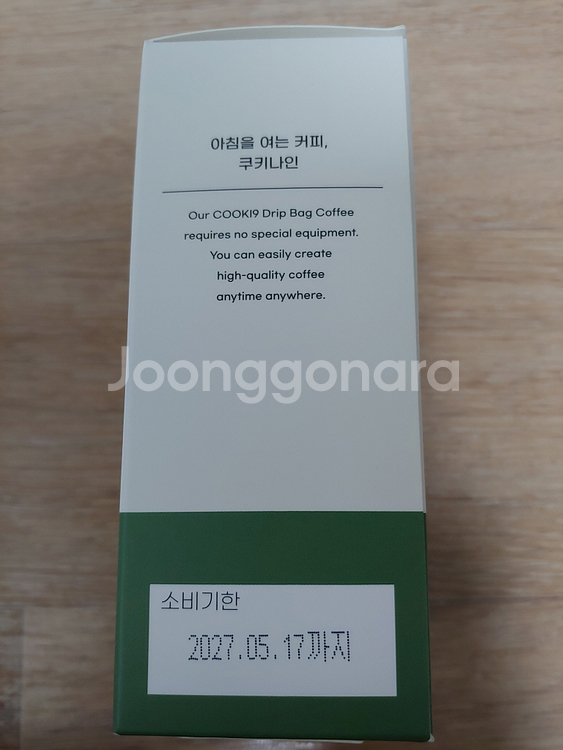 아침을 여는 커피,
쿠키나인
Our COOKI9 Drip Bag Coffee
requires no special equipment.
You can easily create
high-quality coffee
anytime anywhere.
Joonggonara
소비기한
2027.05.17까지